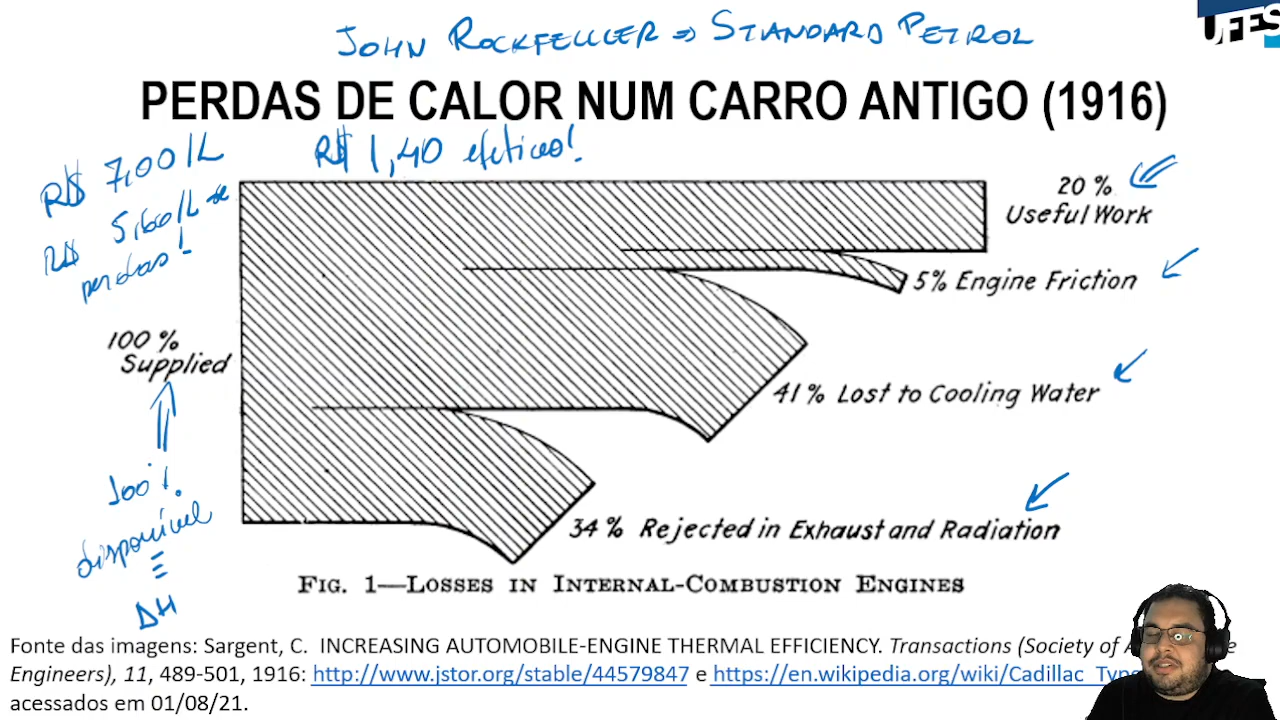 JOHN ROCKFELLLER => STANDARD PETROL
UFES
PERDAS DE CALOR NUM CARRO ANTIGO (1916)
R$ 7,00/L
R$ 1,40 efetivo!
R$ 5,60/L de
perdas!
20 %
Useful Work
5% Engine Friction
100 %
Supplied
41 % Lost to Cooling Water
100%
disponível
≡
ΔH
34 % Rejected in Exhaust and Radiation
FIG. 1—LOSSES IN INTERNAL-COMBUSTION ENGINES
Fonte das imagens: Sargent, C. INCREASING AUTOMOBILE-ENGINE THERMAL EFFICIENCY. Transactions (Society of A
Engineers), 11, 489-501, 1916: http://www.jstor.org/stable/44579847 e https://en.wikipedia.org/wiki/Cadillac_Typ
acessados em 01/08/21.